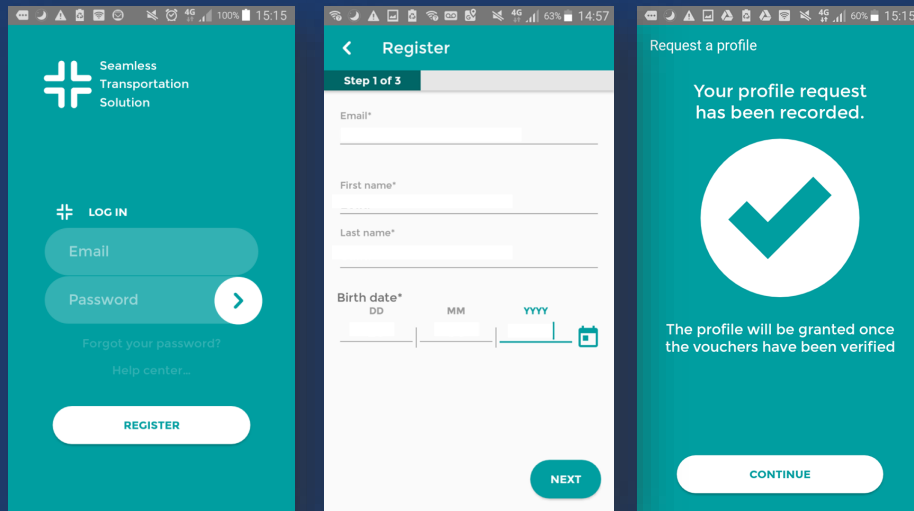 100% 15:15
Seamless
Transportation
Solution
LOG IN
Email
Password
Forgot your password?
Help center...
REGISTER
4G 63% 14:57
Register
Step 1 of 3
Email*
First name*
Last name*
Birth date*
DD MM YYYY
NEXT
4G 60% 15:15
Request a profile
Your profile request
has been recorded.
The profile will be granted once
the vouchers have been verified
CONTINUE